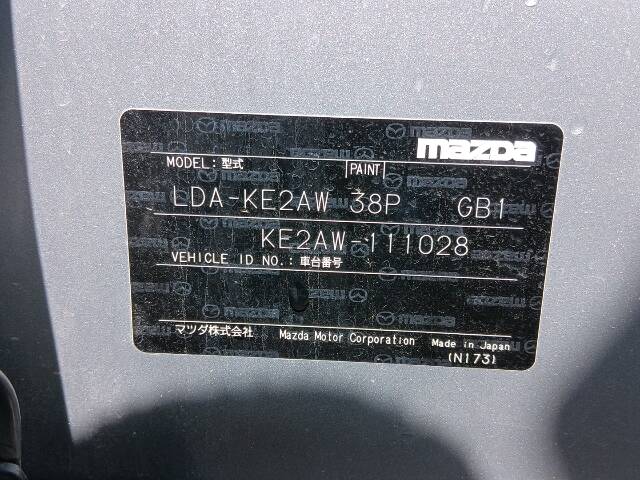 mazda
MODEL:型式 PAINT
LDA-KE2AW 38P GB1
KE2AW-111028
VEHICLE ID NO.:車台番号
マツダ株式会社 Mazda Motor Corporation Made in Japan
(N173)